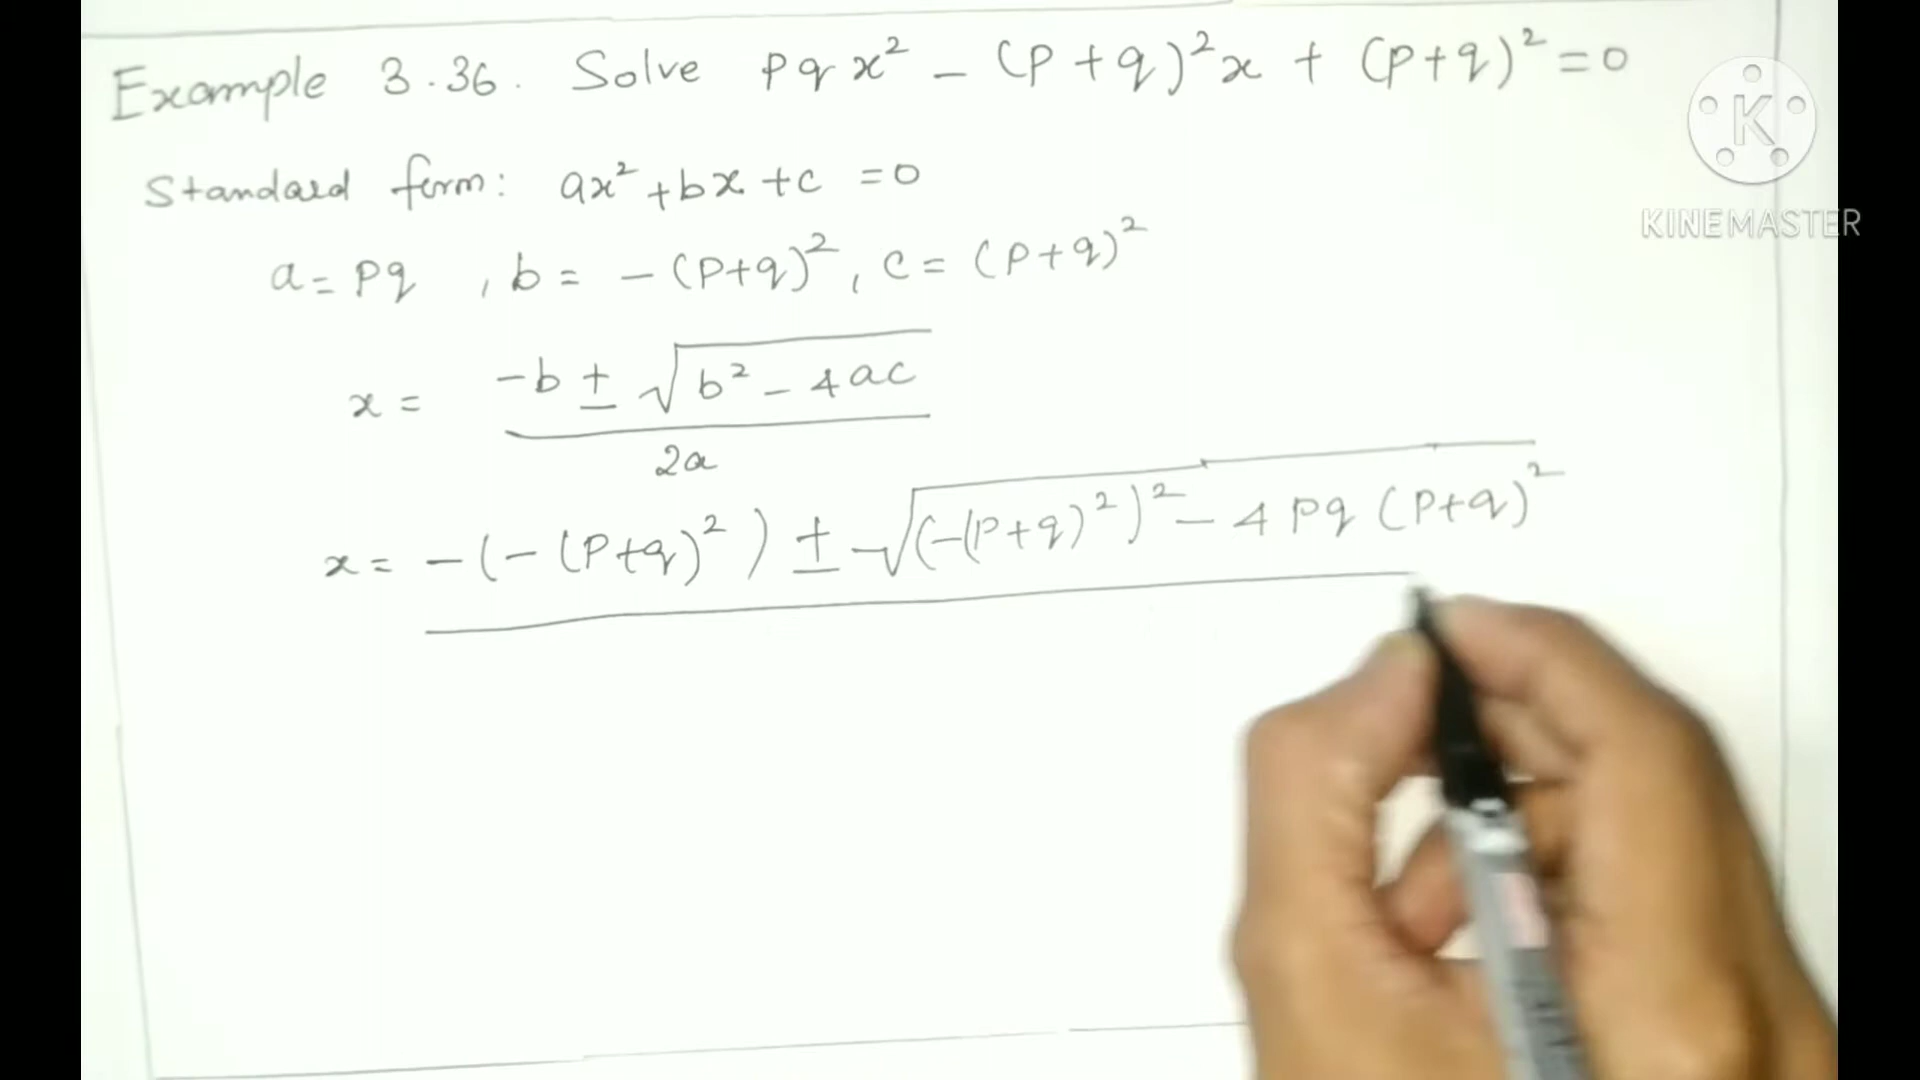 Example 3.36. Solve pqx² - (p+q)²x + (p+q)² = 0
K
KINEMASTER
Standard form: ax² + bx + c = 0
a = pq , b = -(p+q)², c = (p+q)²
x = -b ± √(b² - 4ac) / 2a
x = -(-(p+q)²) ± √((-(p+q)²)² - 4pq(p+q)²)